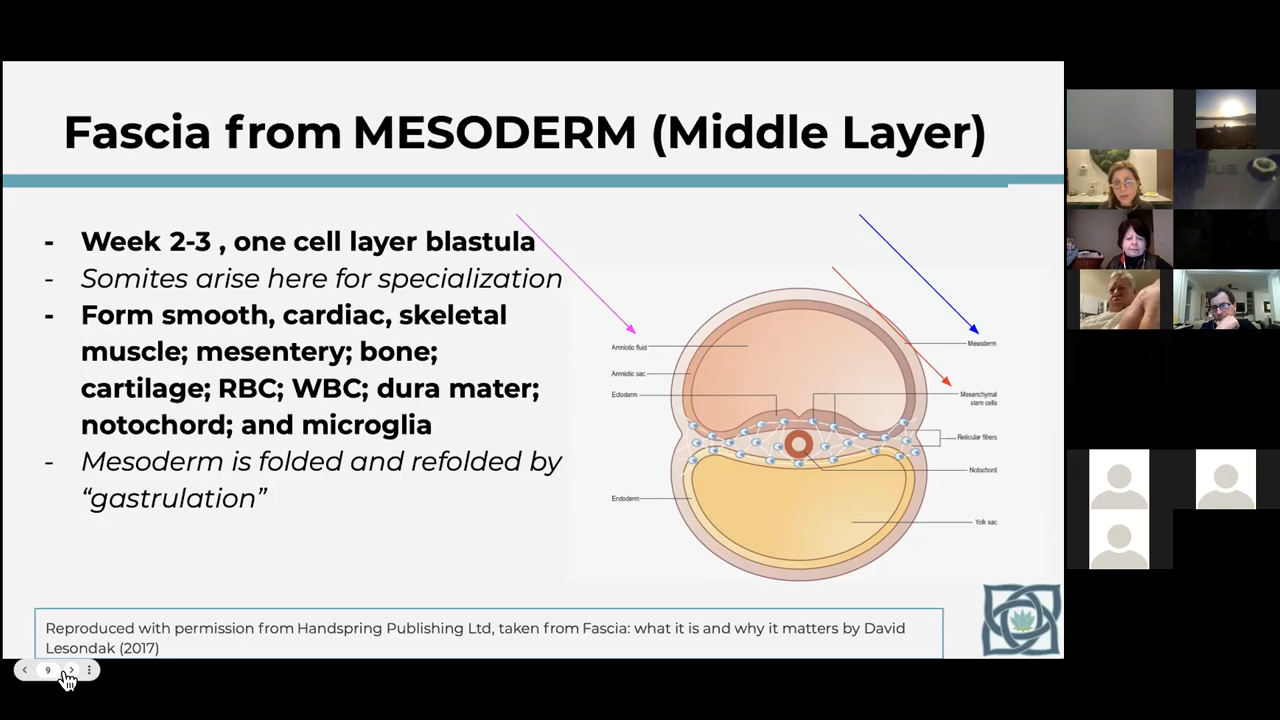 Fascia from MESODERM (Middle Layer)
- Week 2-3 , one cell layer blastula
- Somites arise here for specialization
- Form smooth, cardiac, skeletal
muscle; mesentery; bone;
cartilage; RBC; WBC; dura mater;
notochord; and microglia
- Mesoderm is folded and refolded by
“gastrulation”
Amniotic fluid
Amniotic sac
Ectoderm
Endoderm
Mesoderm
Mesenchymal
stem cells
Reticular fibers
Notochord
Yolk sac
Reproduced with permission from Handspring Publishing Ltd, taken from Fascia: what it is and why it matters by David
Lesondak (2017)
9